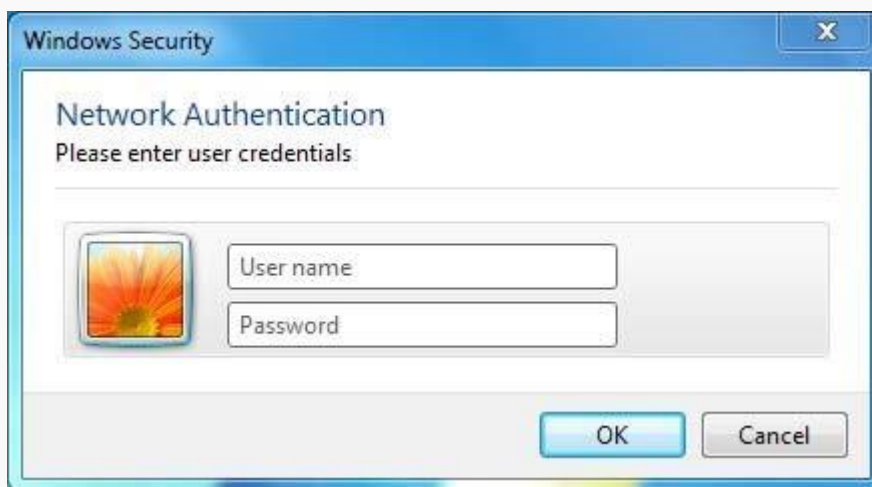 Windows Security
Network Authentication
Please enter user credentials
User name
Password
OK
Cancel